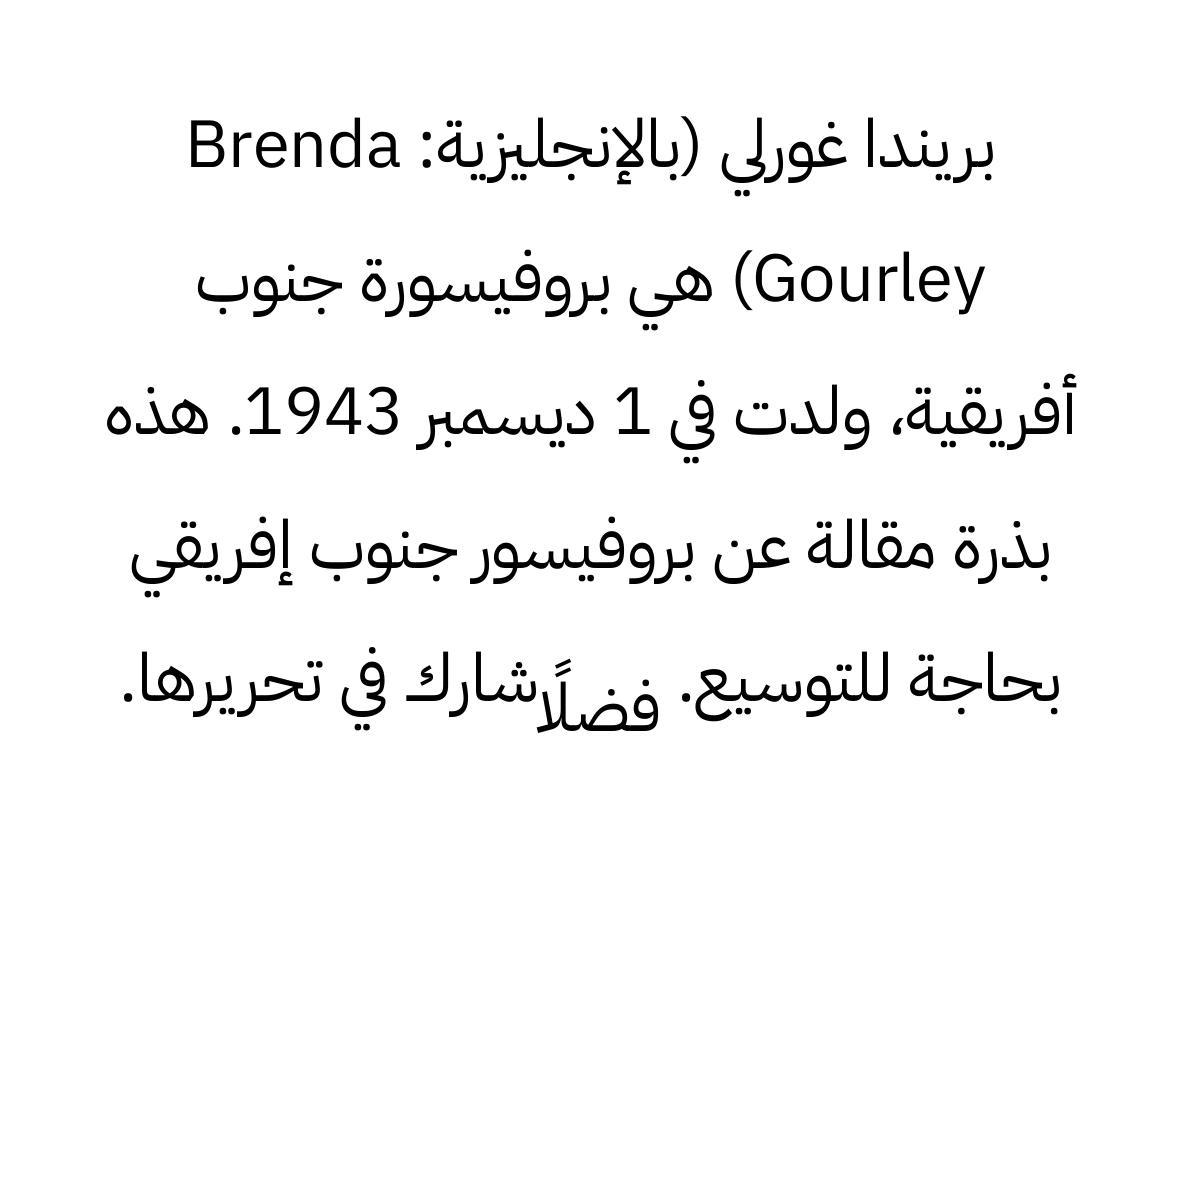 بريندا غورلي (بالإنجليزية: Brenda
Gourley) هي بروفيسورة جنوب
أفريقية، ولدت في 1 ديسمبر 1943. هذه
بذرة مقالة عن بروفيسور جنوب إفريقي
بحاجة للتوسيع. فضلًا شارك في تحريرها.